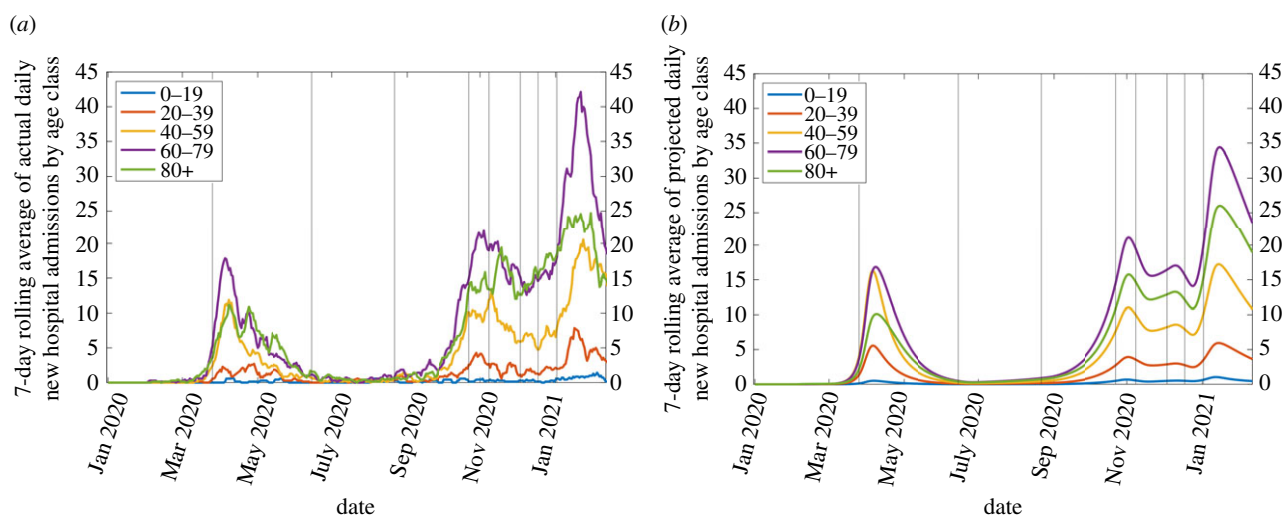 (a)
7-day rolling average of actual daily
new hospital admissions by age class
45
40
35
30
25
20
15
10
5
0
0–19
20–39
40–59
60–79
80+
45
40
35
30
25
20
15
10
5
0
Jan 2020
Mar 2020
May 2020
July 2020
Sep 2020
Nov 2020
Jan 2021
date
(b)
7-day rolling average of projected daily
new hospital admissions by age class
45
40
35
30
25
20
15
10
5
0
0–19
20–39
40–59
60–79
80+
45
40
35
30
25
20
15
10
5
0
Jan 2020
Mar 2020
May 2020
July 2020
Sep 2020
Nov 2020
Jan 2021
date